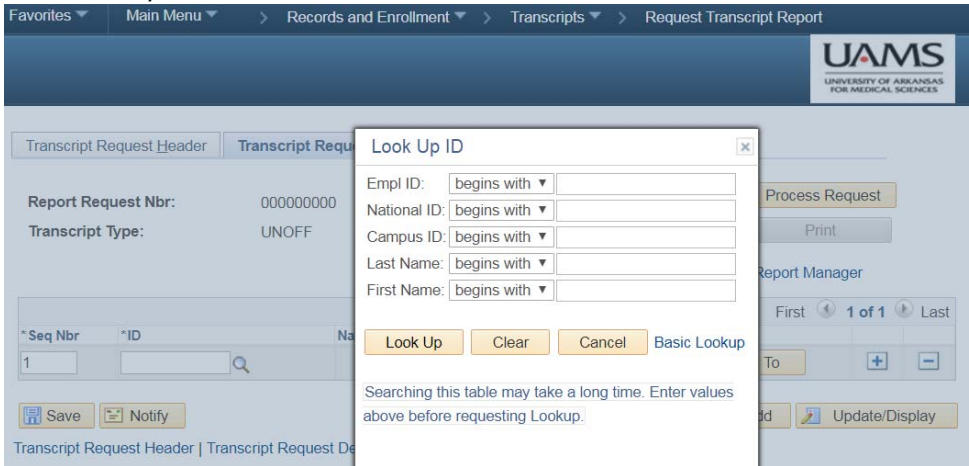 Favorites Main Menu > Records and Enrollment > Transcripts > Request Transcript Report
UAMS
UNIVERSITY OF ARKANSAS
FOR MEDICAL SCIENCES
Transcript Request Header Transcript Requ
Look Up ID
Empl ID: begins with
National ID: begins with
Campus ID: begins with
Last Name: begins with
First Name: begins with
Look Up Clear Cancel Basic Lookup
Searching this table may take a long time. Enter values
above before requesting Lookup.
Report Request Nbr: 000000000 Process Request
Transcript Type: UNOFF Print
Report Manager
First 1 of 1 Last
*Seq Nbr *ID Na
1 To
Save Notify dd Update/Display
Transcript Request Header | Transcript Request De